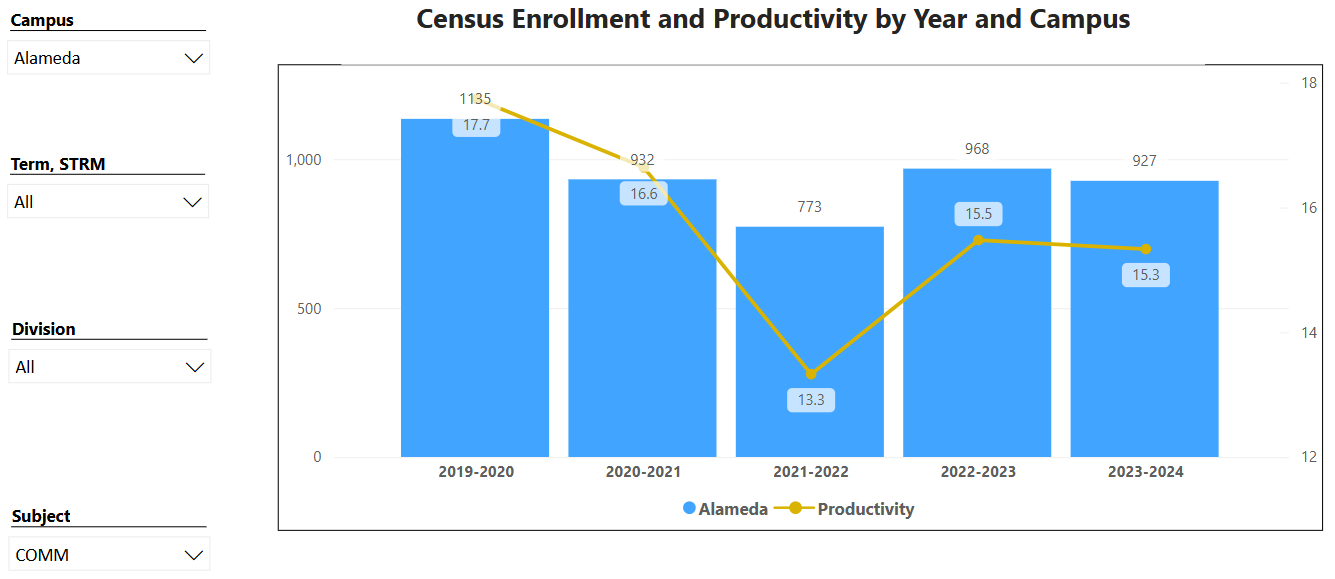 Campus
Alameda
Term, STRM
All
Division
All
Subject
COMM
Census Enrollment and Productivity by Year and Campus
18
1135
17.7
1,000
932
968
927
16.6
773
15.5
16
15.3
500
14
13.3
0
12
2019-2020
2020-2021
2021-2022
2022-2023
2023-2024
Alameda
Productivity